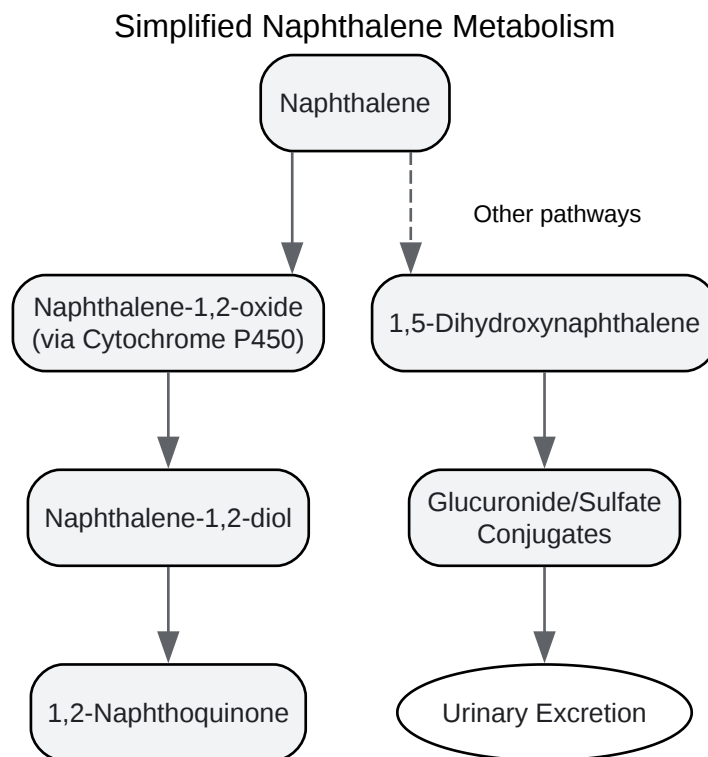 Simplified Naphthalene Metabolism
Naphthalene
Other pathways
Naphthalene-1,2-oxide
(via Cytochrome P450)
1,5-Dihydroxynaphthalene
Naphthalene-1,2-diol
Glucuronide/Sulfate
Conjugates
1,2-Naphthoquinone
Urinary Excretion